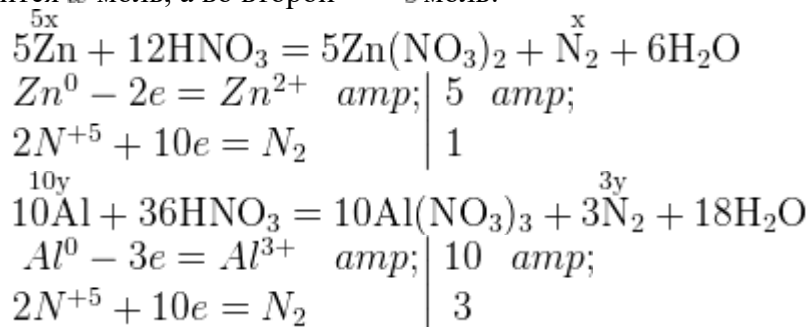 5x x
5Zn + 12HNO₃ = 5Zn(NO₃)₂ + N₂ + 6H₂O
Zn⁰ − 2e = Zn²⁺ amp;| 5 amp;
2N⁺⁵ + 10e = N₂ | 1
10y 3y
10Al + 36HNO₃ = 10Al(NO₃)₃ + 3N₂ + 18H₂O
Al⁰ − 3e = Al³⁺ amp;| 10 amp;
2N⁺⁵ + 10e = N₂ | 3